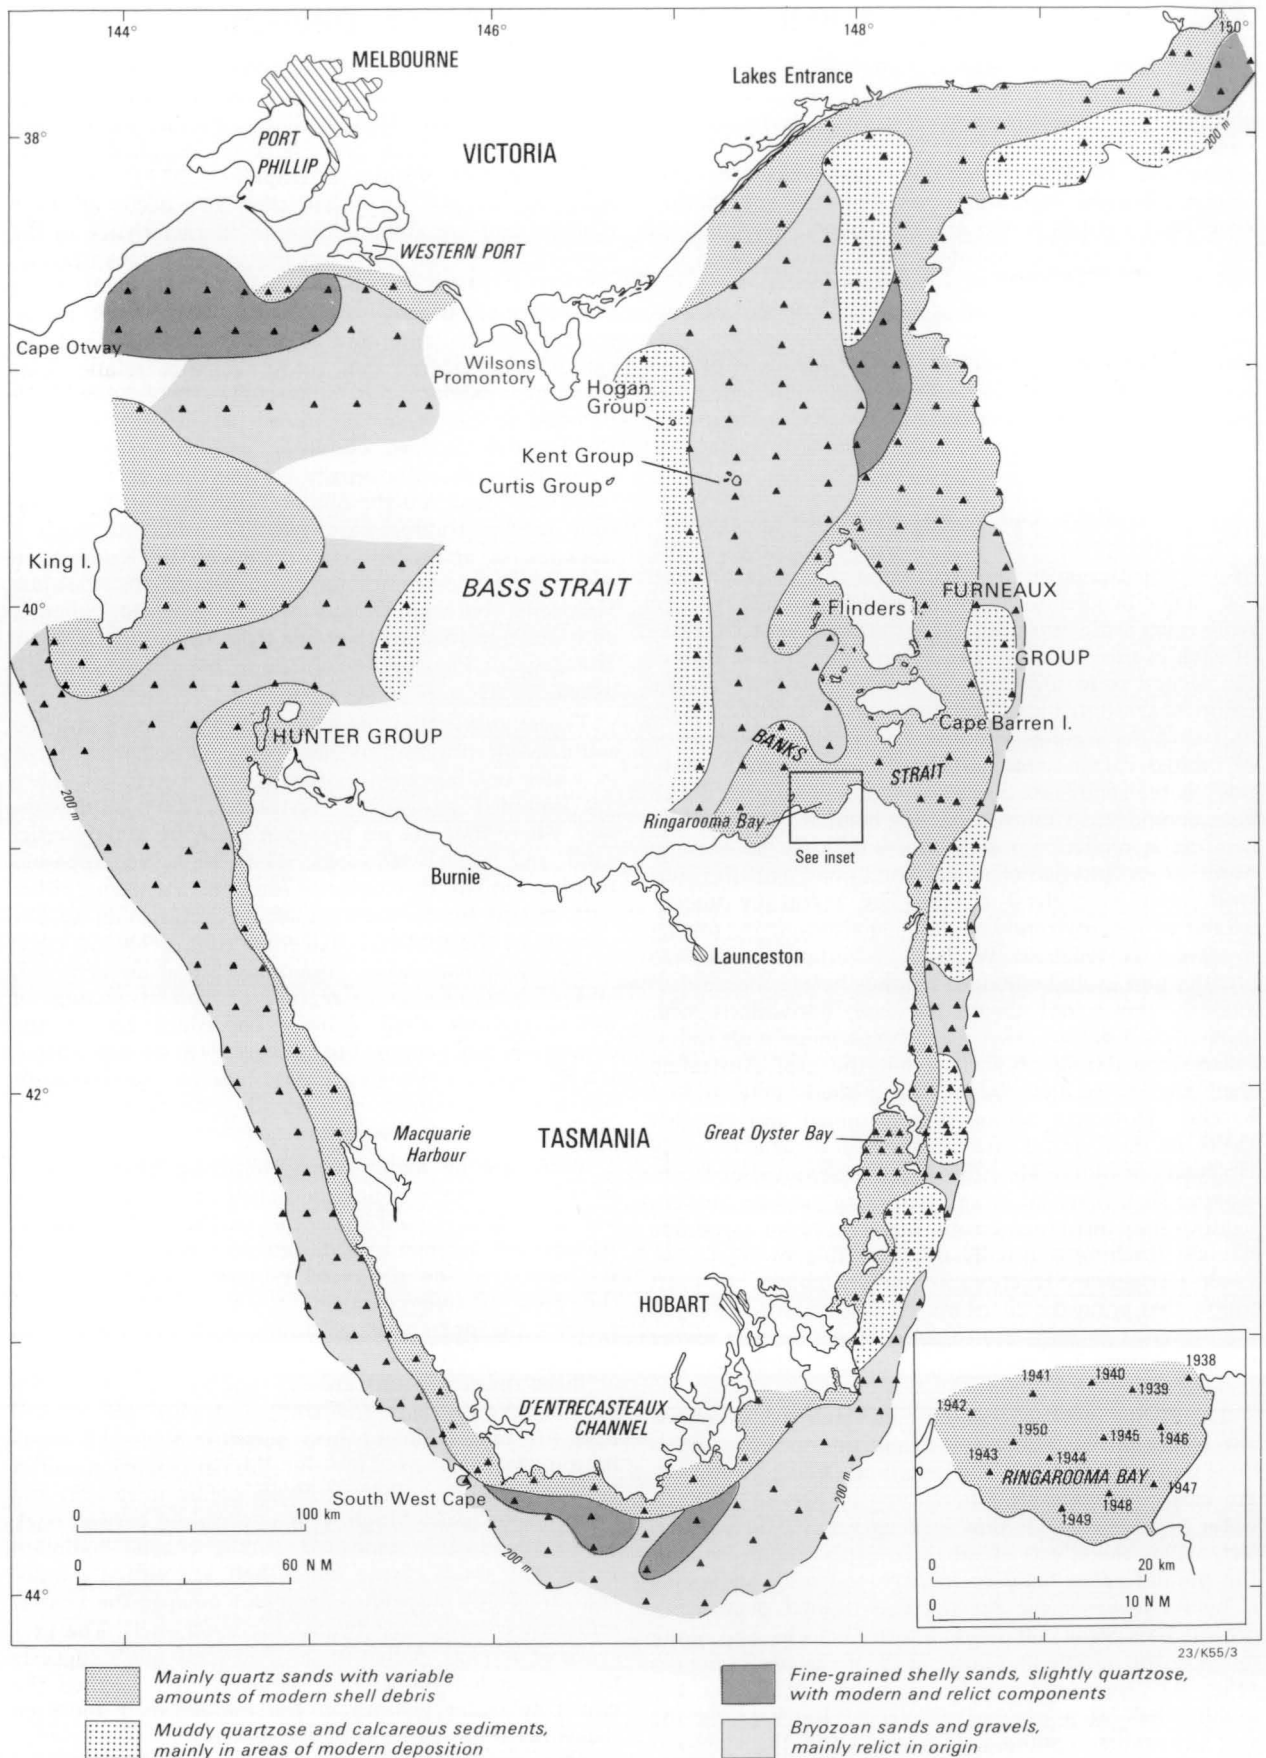 144°
146°
148°
150°
MELBOURNE
Lakes Entrance
38°
PORT
PHILLIP
VICTORIA
200 m
WESTERN PORT
Cape Otway
Wilsons
Promontory
Hogan
Group
Kent Group
Curtis Group
King I.
BASS STRAIT
FURNEAUX
40°
Flinders I.
GROUP
Cape Barren I.
HUNTER GROUP
BANKS
STRAIT
200 m
Ringarooma Bay
See inset
Burnie
Launceston
42°
Macquarie
Harbour
TASMANIA
Great Oyster Bay
HOBART
D'ENTRECASTEAUX
CHANNEL
South West Cape
200 m
200 m
0
100 km
0
60 N M
44°
1938
1941
1940
1939
1942
1950
1945
1946
1943
1944
RINGAROOMA BAY
1947
1948
1949
0
20 km
0
10 N M
23/K55/3
Mainly quartz sands with variable
amounts of modern shell debris
Muddy quartzose and calcareous sediments,
mainly in areas of modern deposition
Fine-grained shelly sands, slightly quartzose,
with modern and relict components
Bryozoan sands and gravels,
mainly relict in origin